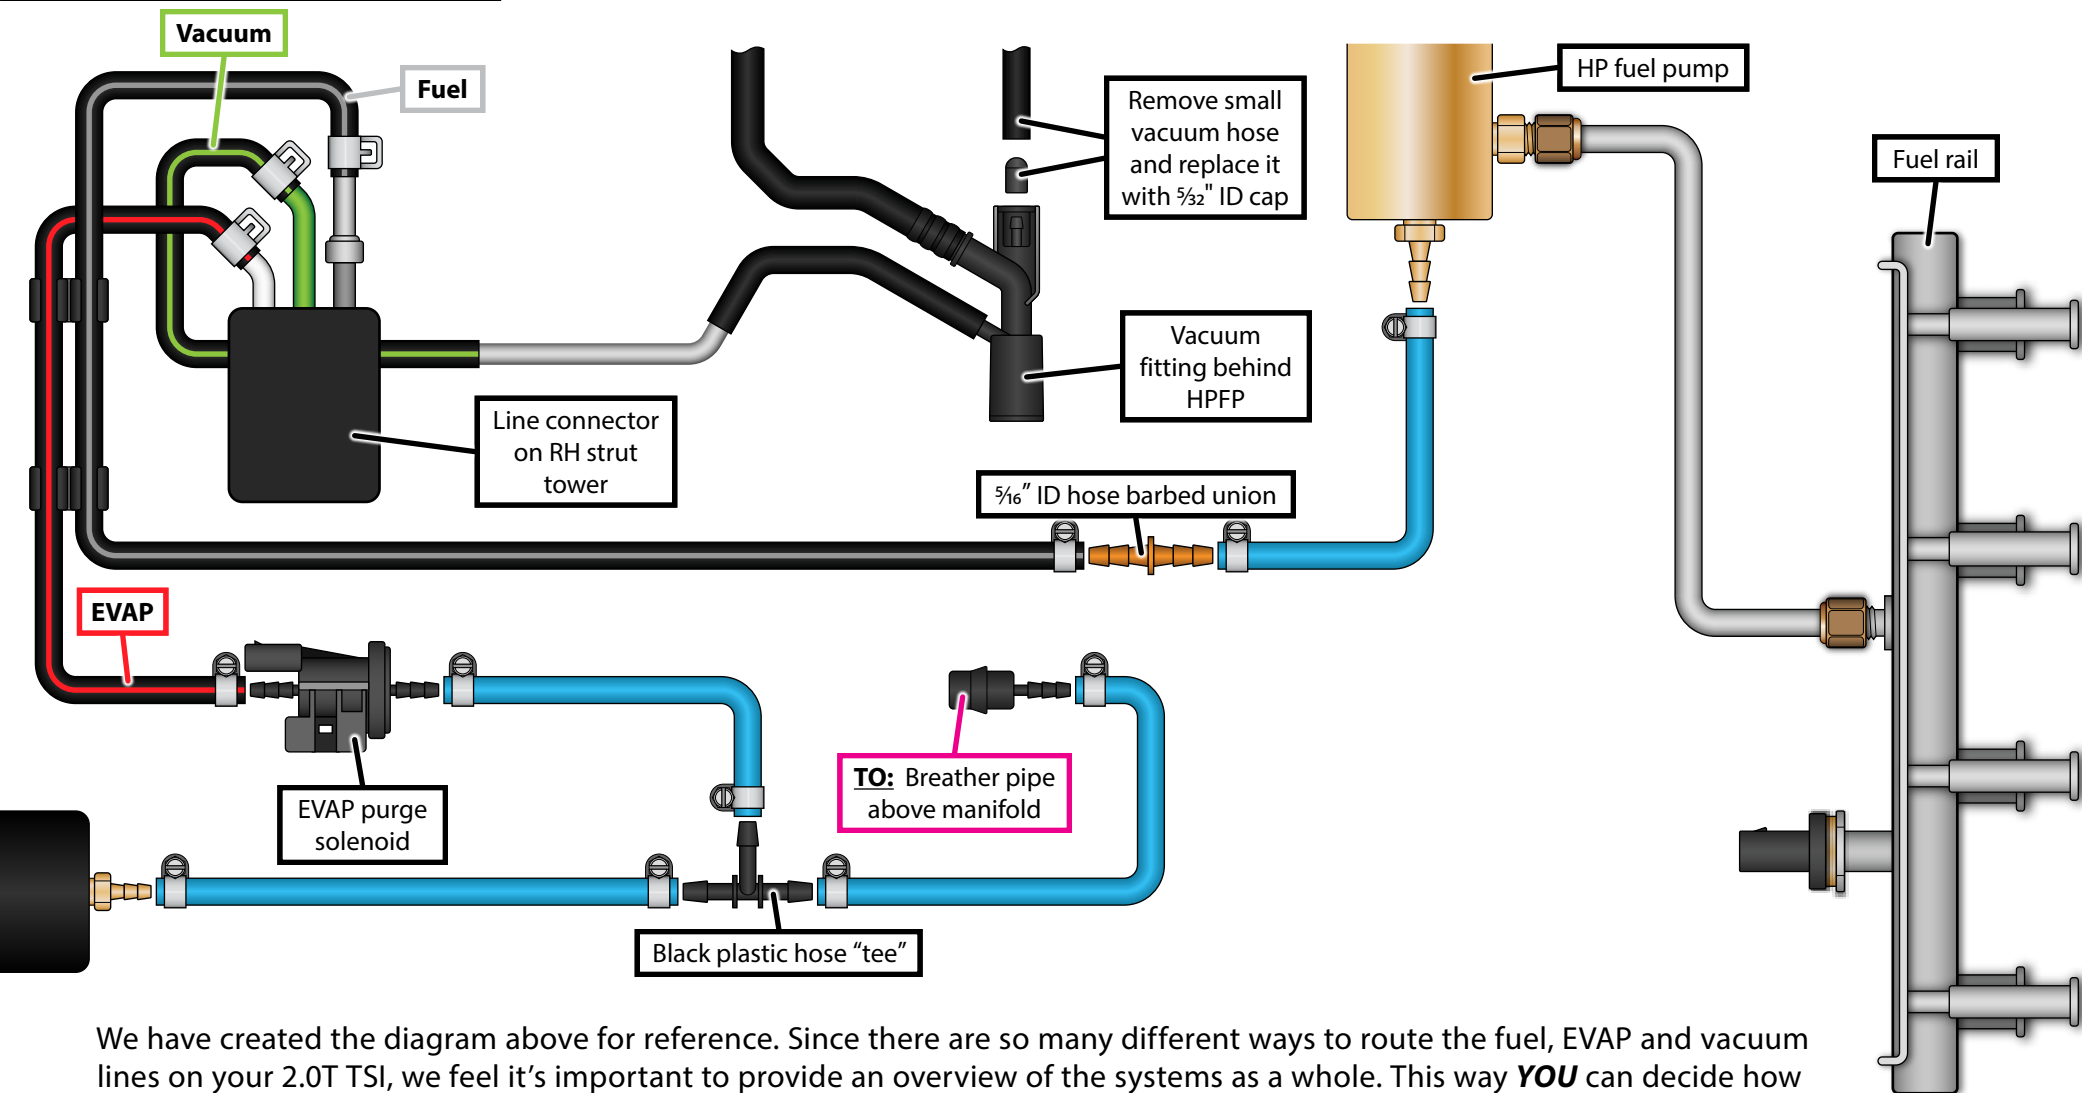 Vacuum
Fuel
Remove small
vacuum hose
and replace it
with 5⁄32" ID cap
HP fuel pump
Fuel rail
Vacuum
fitting behind
HPFP
Line connector
on RH strut
tower
5⁄16” ID hose barbed union
EVAP
TO: Breather pipe
above manifold
EVAP purge
solenoid
Black plastic hose “tee”
We have created the diagram above for reference. Since there are so many different ways to route the fuel, EVAP and vacuum
lines on your 2.0T TSI, we feel it’s important to provide an overview of the systems as a whole. This way YOU can decide how